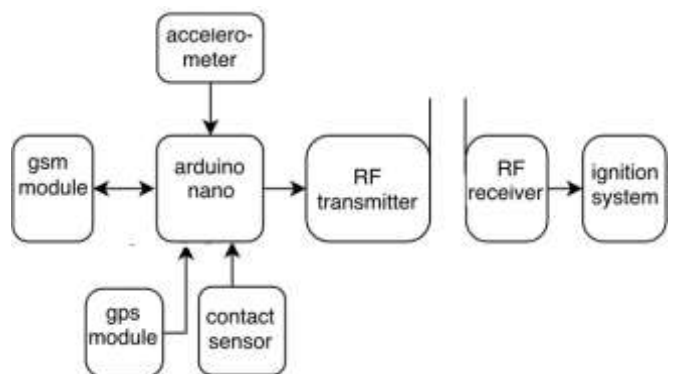 accelero-
meter
gsm
module
arduino
nano
RF
transmitter
RF
receiver
ignition
system
gps
module
contact
sensor